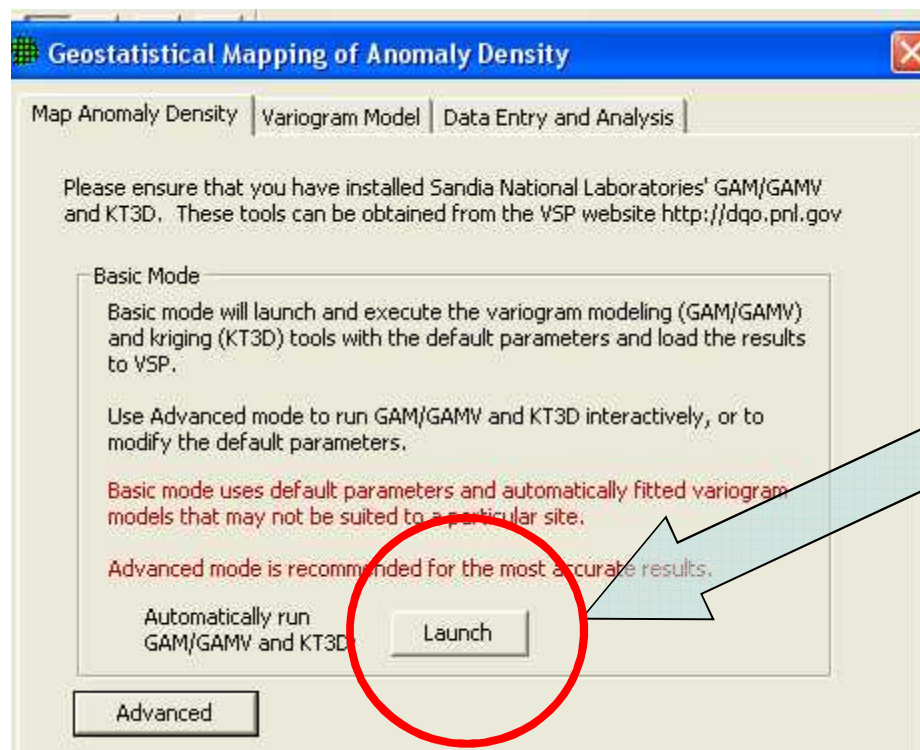 Geostatistical Mapping of Anomaly Density
Map Anomaly Density Variogram Model Data Entry and Analysis
Please ensure that you have installed Sandia National Laboratories' GAM/GAMV
and KT3D. These tools can be obtained from the VSP website http://dqo.pnl.gov
Basic Mode
Basic mode will launch and execute the variogram modeling (GAM/GAMV)
and kriging (KT3D) tools with the default parameters and load the results
to VSP.
Use Advanced mode to run GAM/GAMV and KT3D interactively, or to
modify the default parameters.
Basic mode uses default parameters and automatically fitted variogram
models that may not be suited to a particular site.
Advanced mode is recommended for the most accurate results.
Automatically run
GAM/GAMV and KT3D:
Launch
Advanced